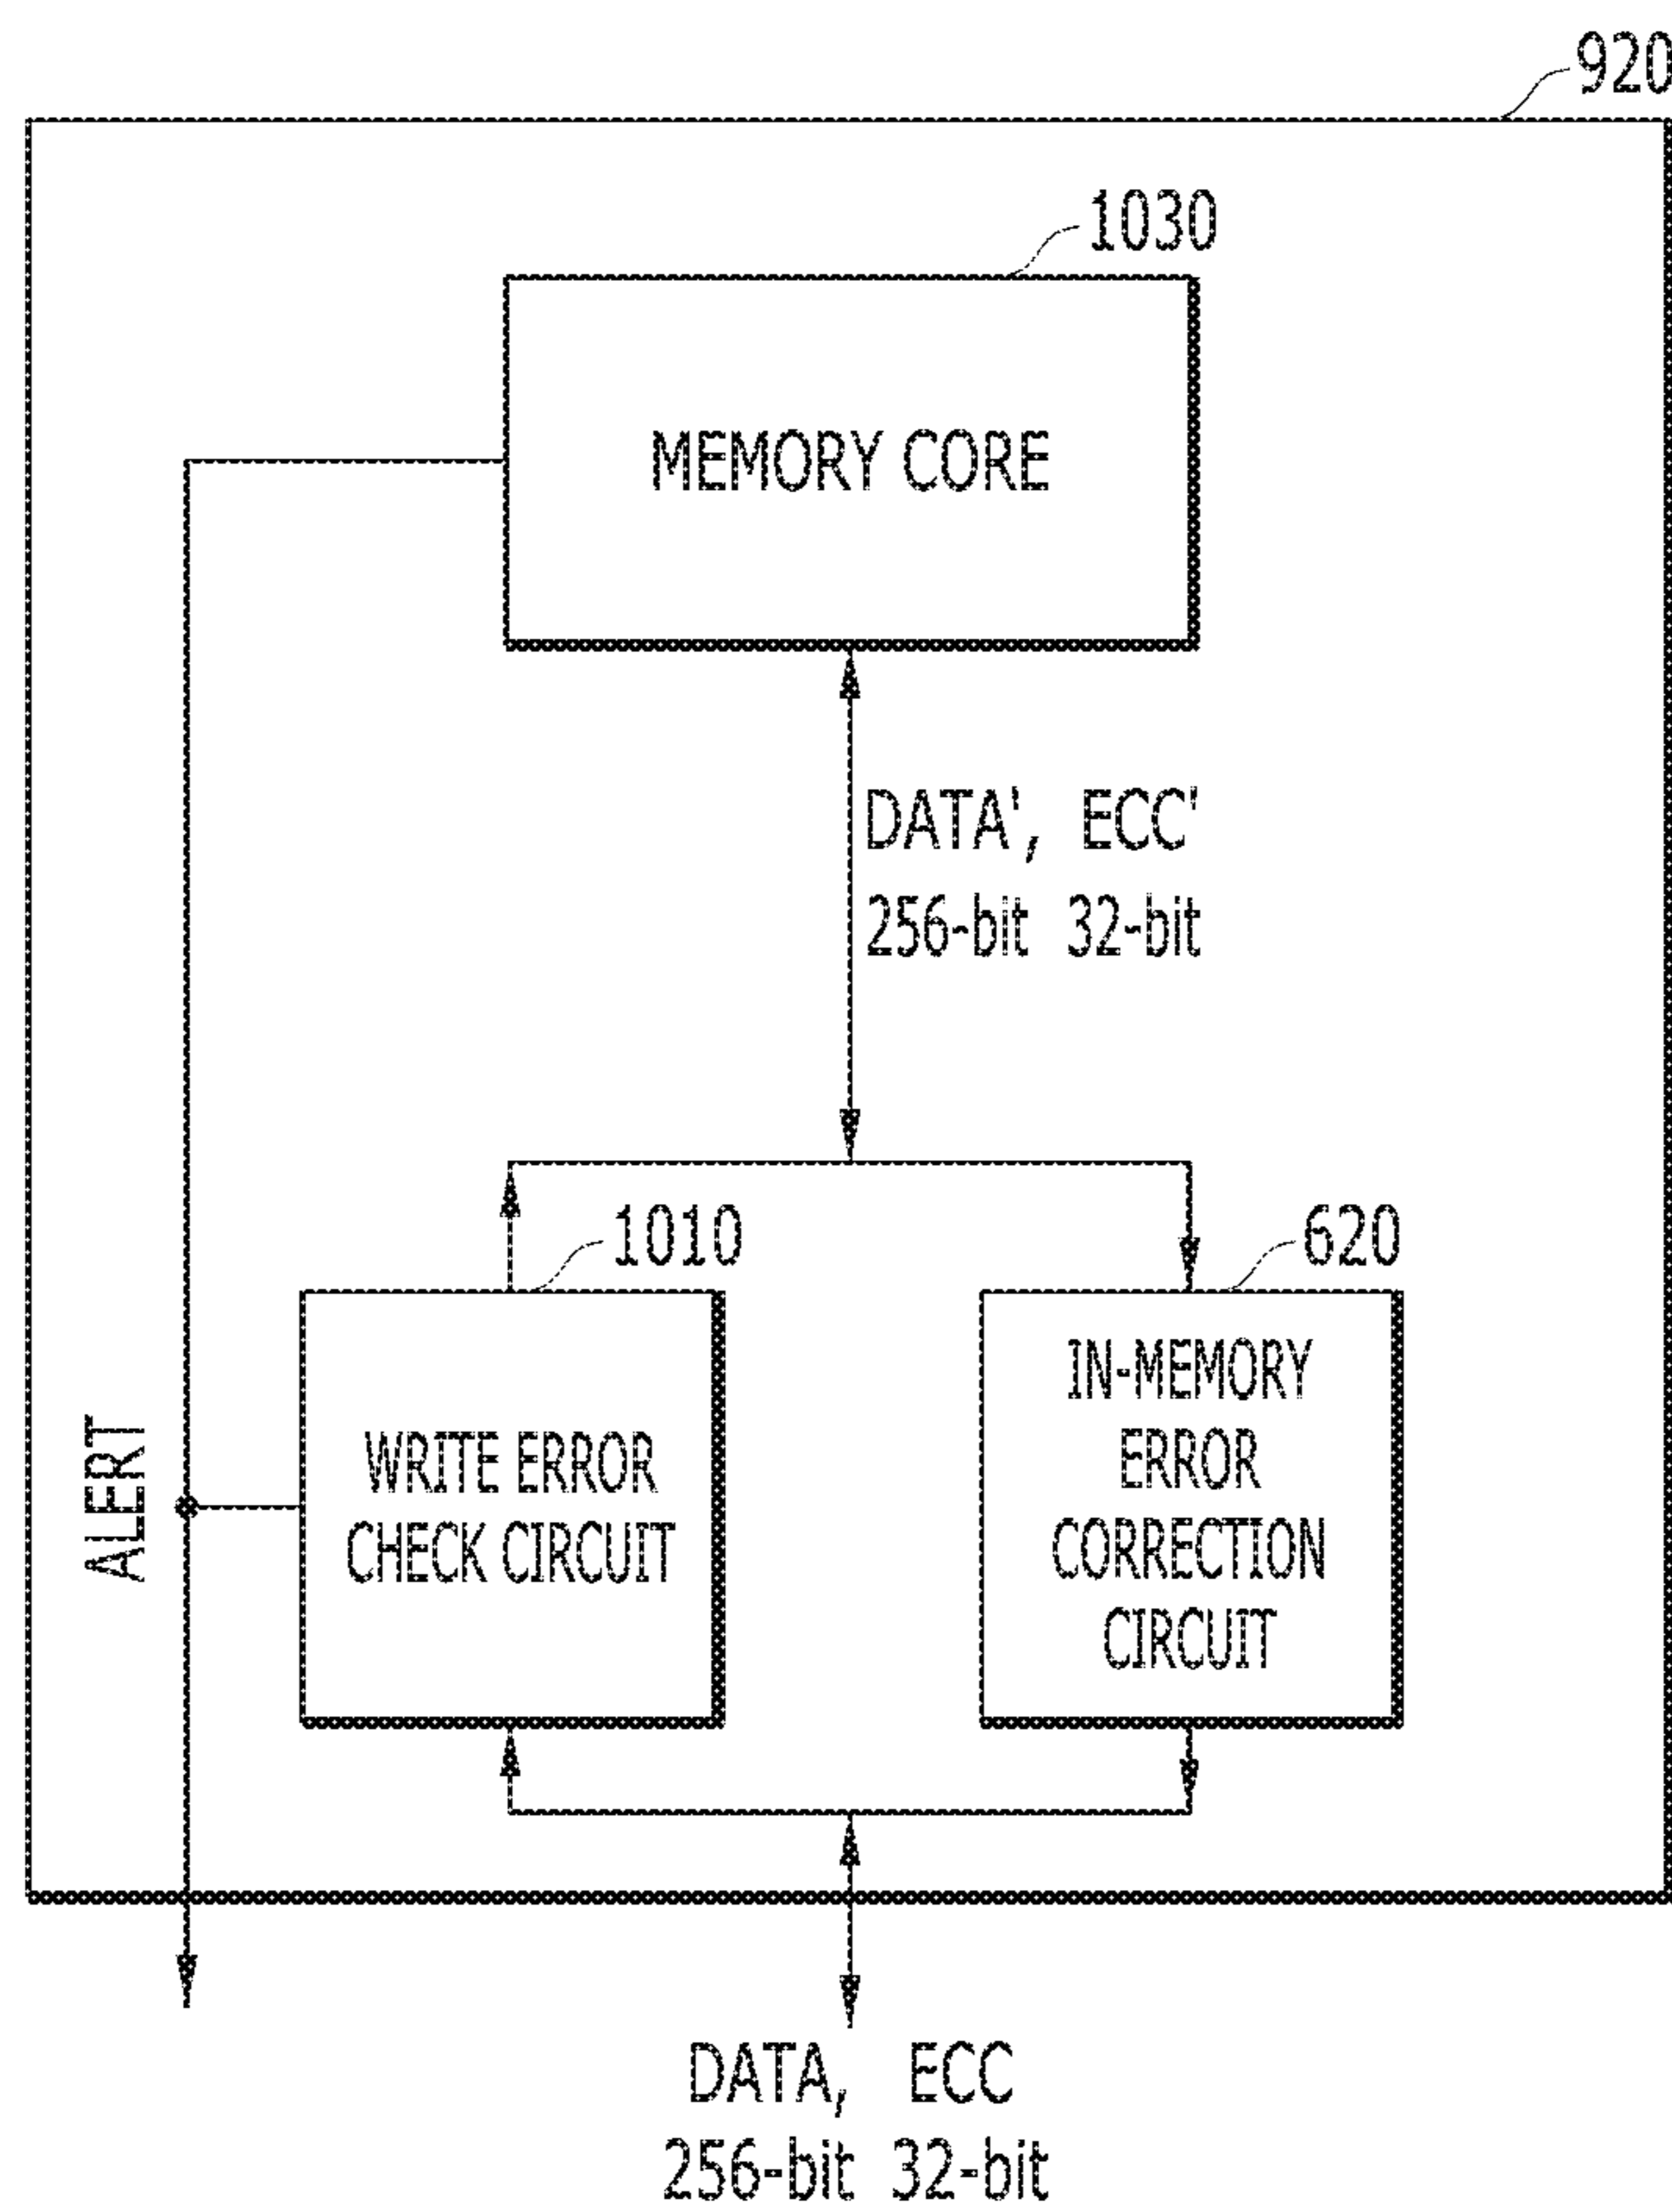 920
1030
MEMORY CORE
DATA', ECC'
256-bit 32-bit
1010
620
ALERT
WRITE ERROR
CHECK CIRCUIT
IN-MEMORY
ERROR
CORRECTION
CIRCUIT
DATA, ECC
256-bit 32-bit